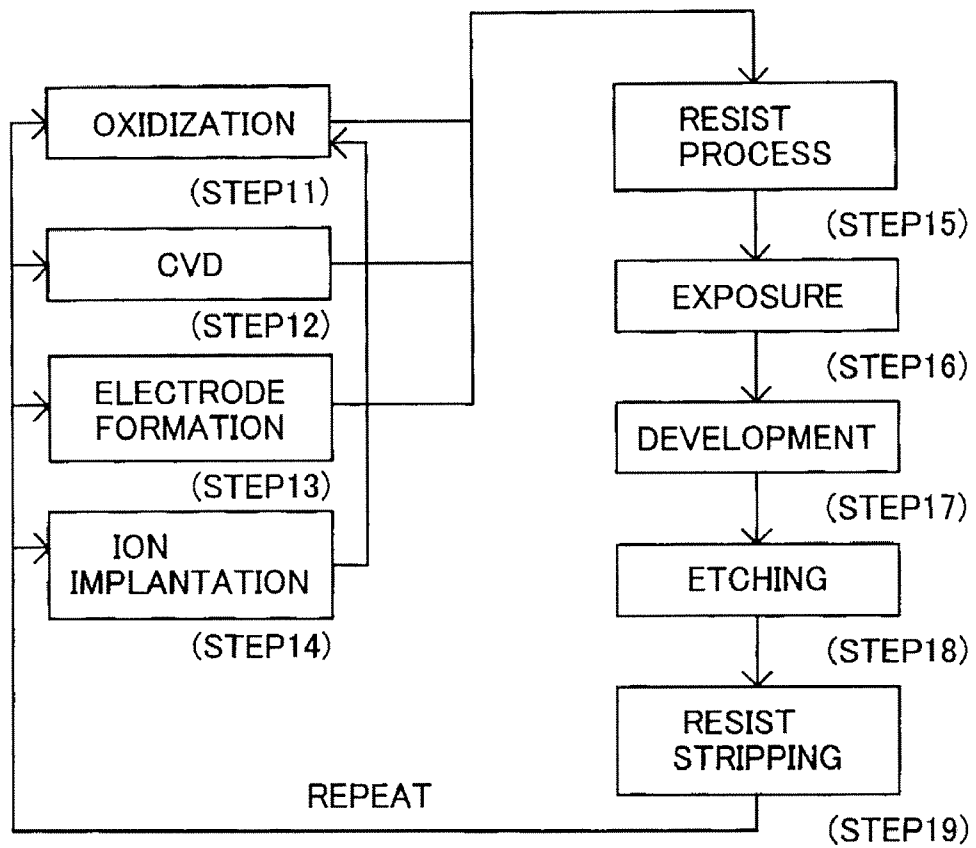 OXIDIZATION
(STEP11)
CVD
(STEP12)
ELECTRODE
FORMATION
(STEP13)
ION
IMPLANTATION
(STEP14)
RESIST
PROCESS
(STEP15)
EXPOSURE
(STEP16)
DEVELOPMENT
(STEP17)
ETCHING
(STEP18)
RESIST
STRIPPING
(STEP19)
REPEAT